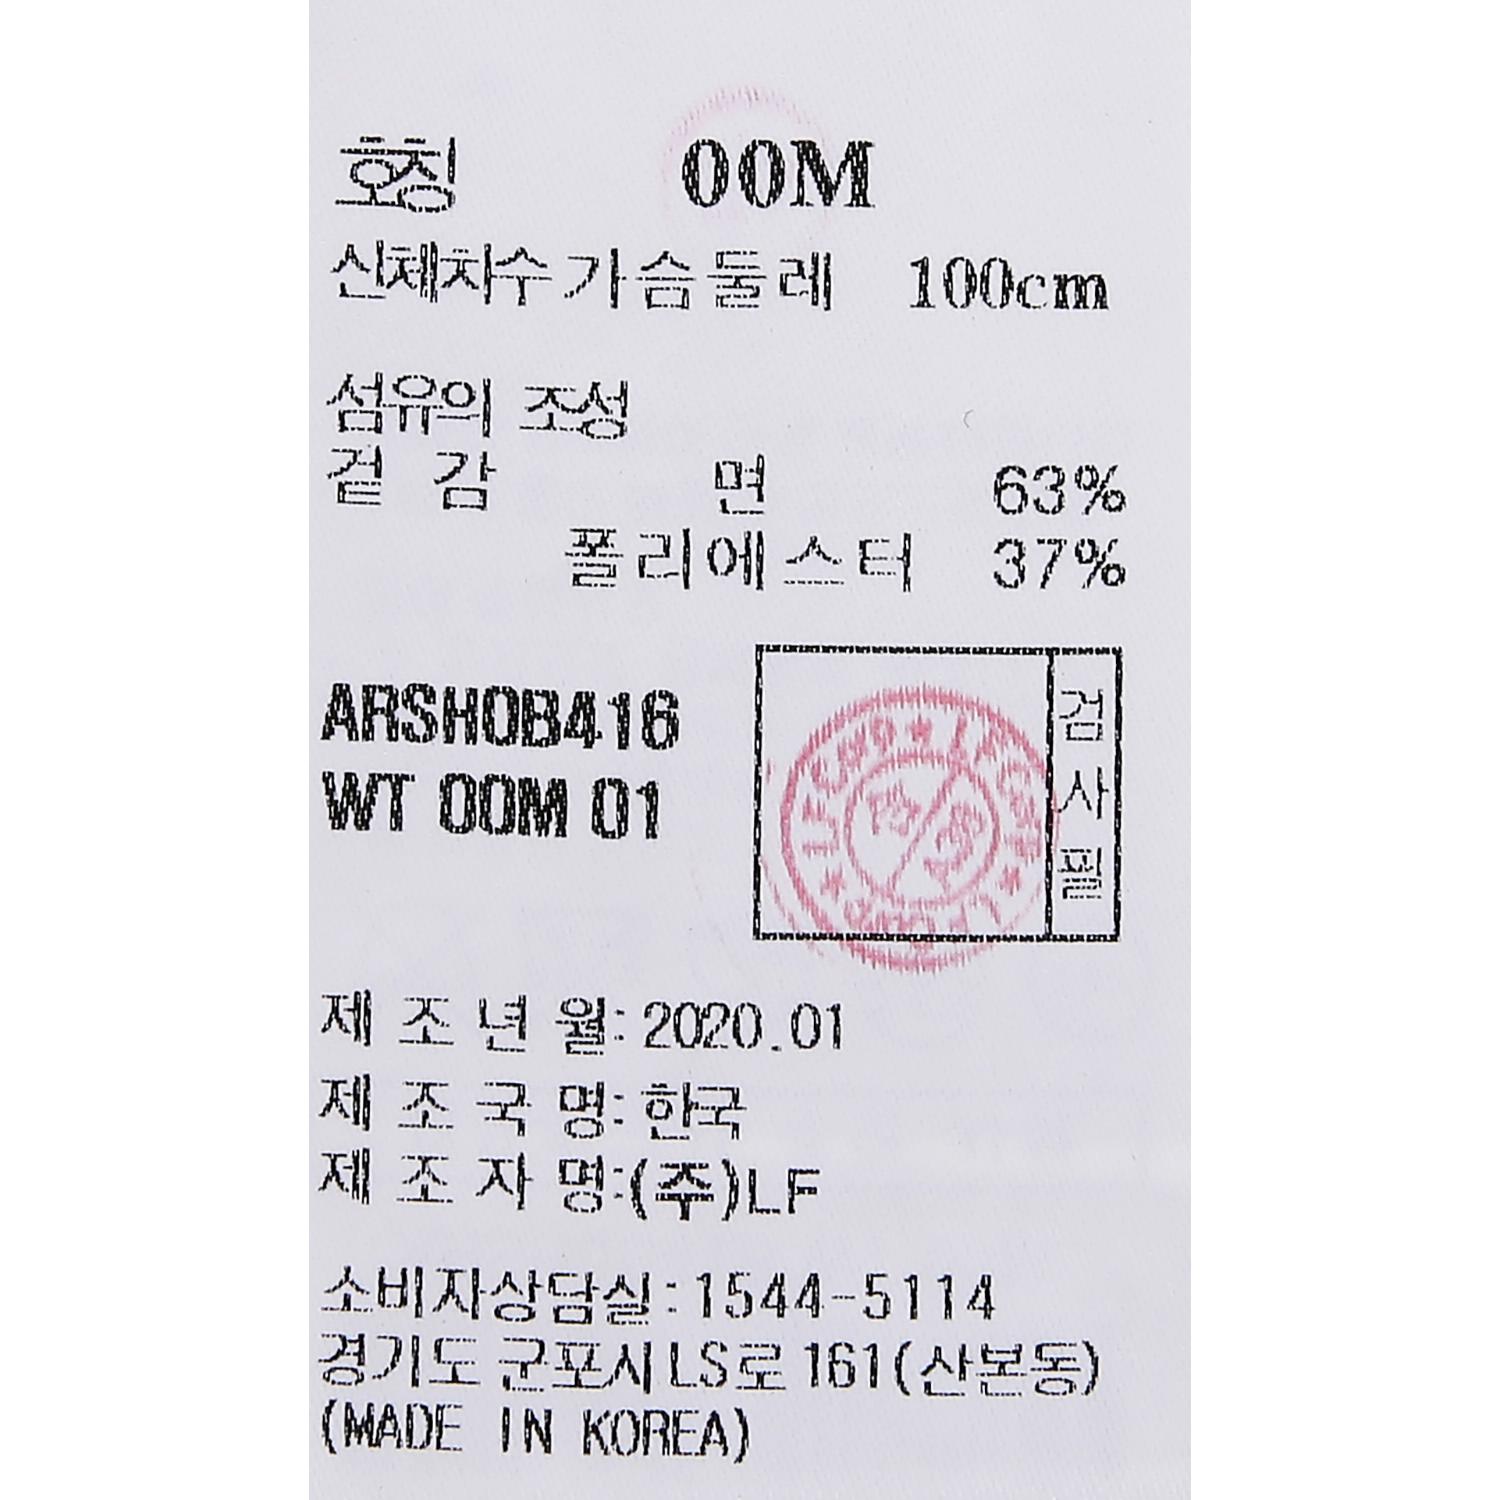 호칭 00M
신체치수 가슴둘레 100cm
섬유의 조성
겉 감 면 63%
폴리에스터 37%
ARSH0B416
WT 00M 01
검사필
제 조 년 월: 2020.01
제 조 국 명: 한국
제 조 자 명:(주)LF
소비자상담실:1544-5114
경기도 군포시 LS로 161(산본동)
(MADE IN KOREA)